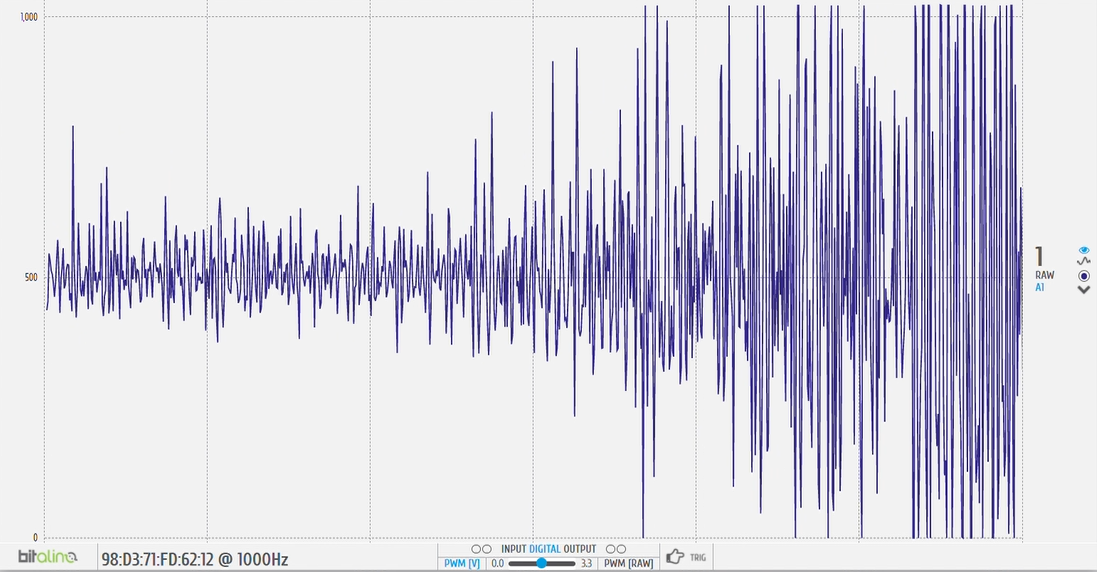 1,000
500
0
1
RAW
A1
bitalino
98:D3:71:FD:62:12 @ 1000Hz
INPUT DIGITAL OUTPUT
PWM [V] 0.0 3.3 PWM [RAW]
TRIG